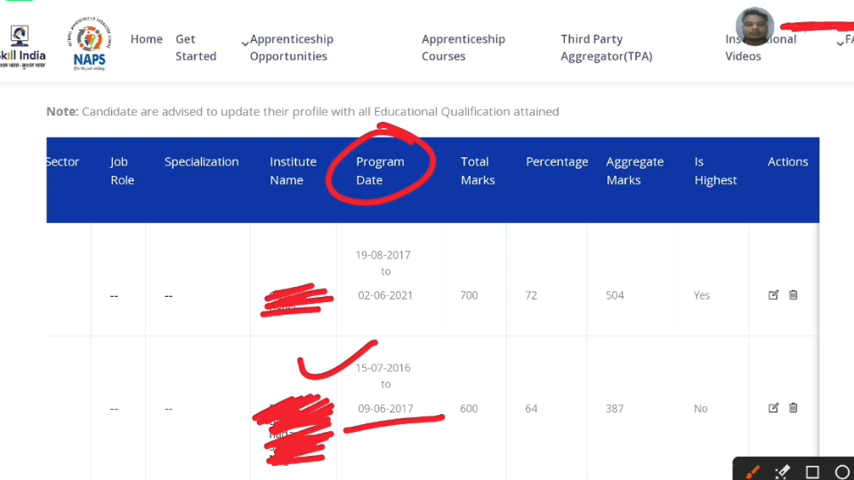 Skill India
NAPS
Home
Get Started
Apprenticeship Opportunities
Apprenticeship Courses
Third Party Aggregator(TPA)
Videos
Note: Candidate are advised to update their profile with all Educational Qualification attained
Sector Job Role Specialization Institute Name Program Date Total Marks Percentage Aggregate Marks Is Highest Actions
-- -- 19-08-2017 to 02-06-2021 700 72 504 Yes
-- -- 15-07-2016 to 09-06-2017 600 64 387 No